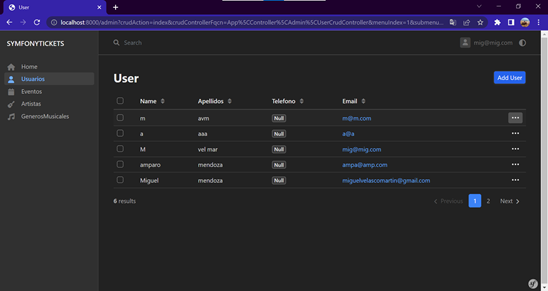 User
localhost:8000/admin?crudAction=index&crudControllerFqcn=App%5CController%5CAdmin%5CUserCrudController&menuIndex=1&submenu...
SYMFONYTICKETS
Search
mig@mig.com
Home
Usuarios
Eventos
Artistas
GenerosMusicales
User
Add User
Name Apellidos Telefono Email
m avm Null m@m.com
a aaa Null a@a
M vel mar Null mig@mig.com
amparo mendoza Null ampa@amp.com
Miguel mendoza Null miguelvelascomartin@gmail.com
6 results
Previous 1 2 Next